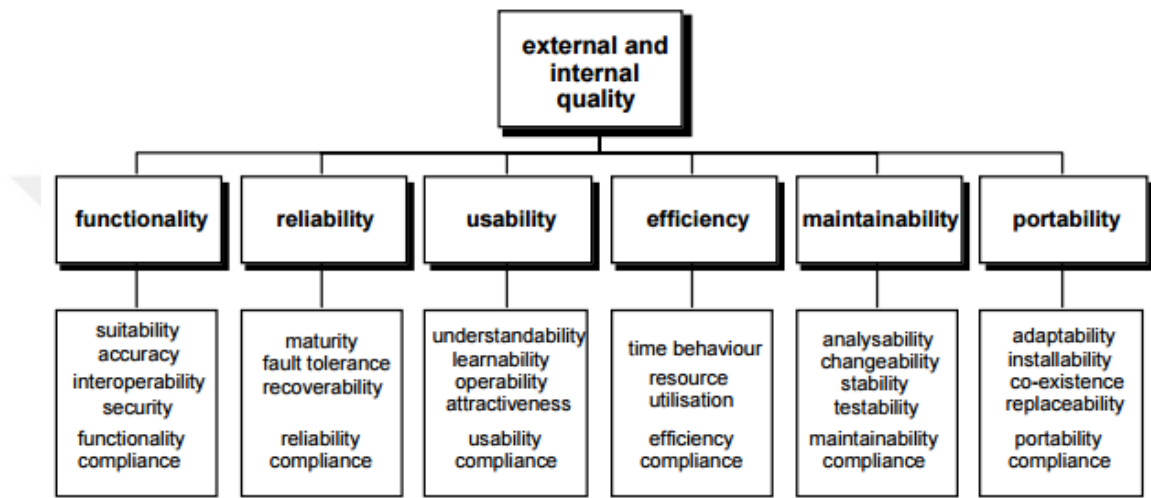 external and
internal
quality
functionality
reliability
usability
efficiency
maintainability
portability
suitability
accuracy
interoperability
security
functionality
compliance
maturity
fault tolerance
recoverability
reliability
compliance
understandability
learnability
operability
attractiveness
usability
compliance
time behaviour
resource
utilisation
efficiency
compliance
analysability
changeability
stability
testability
maintainability
compliance
adaptability
installability
co-existence
replaceability
portability
compliance